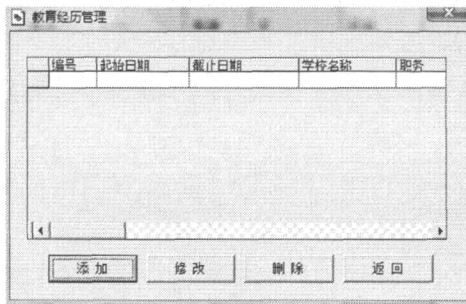 教育经历管理
编号 起始日期 截止日期 学校名称 职务
添加 修改 删除 返回